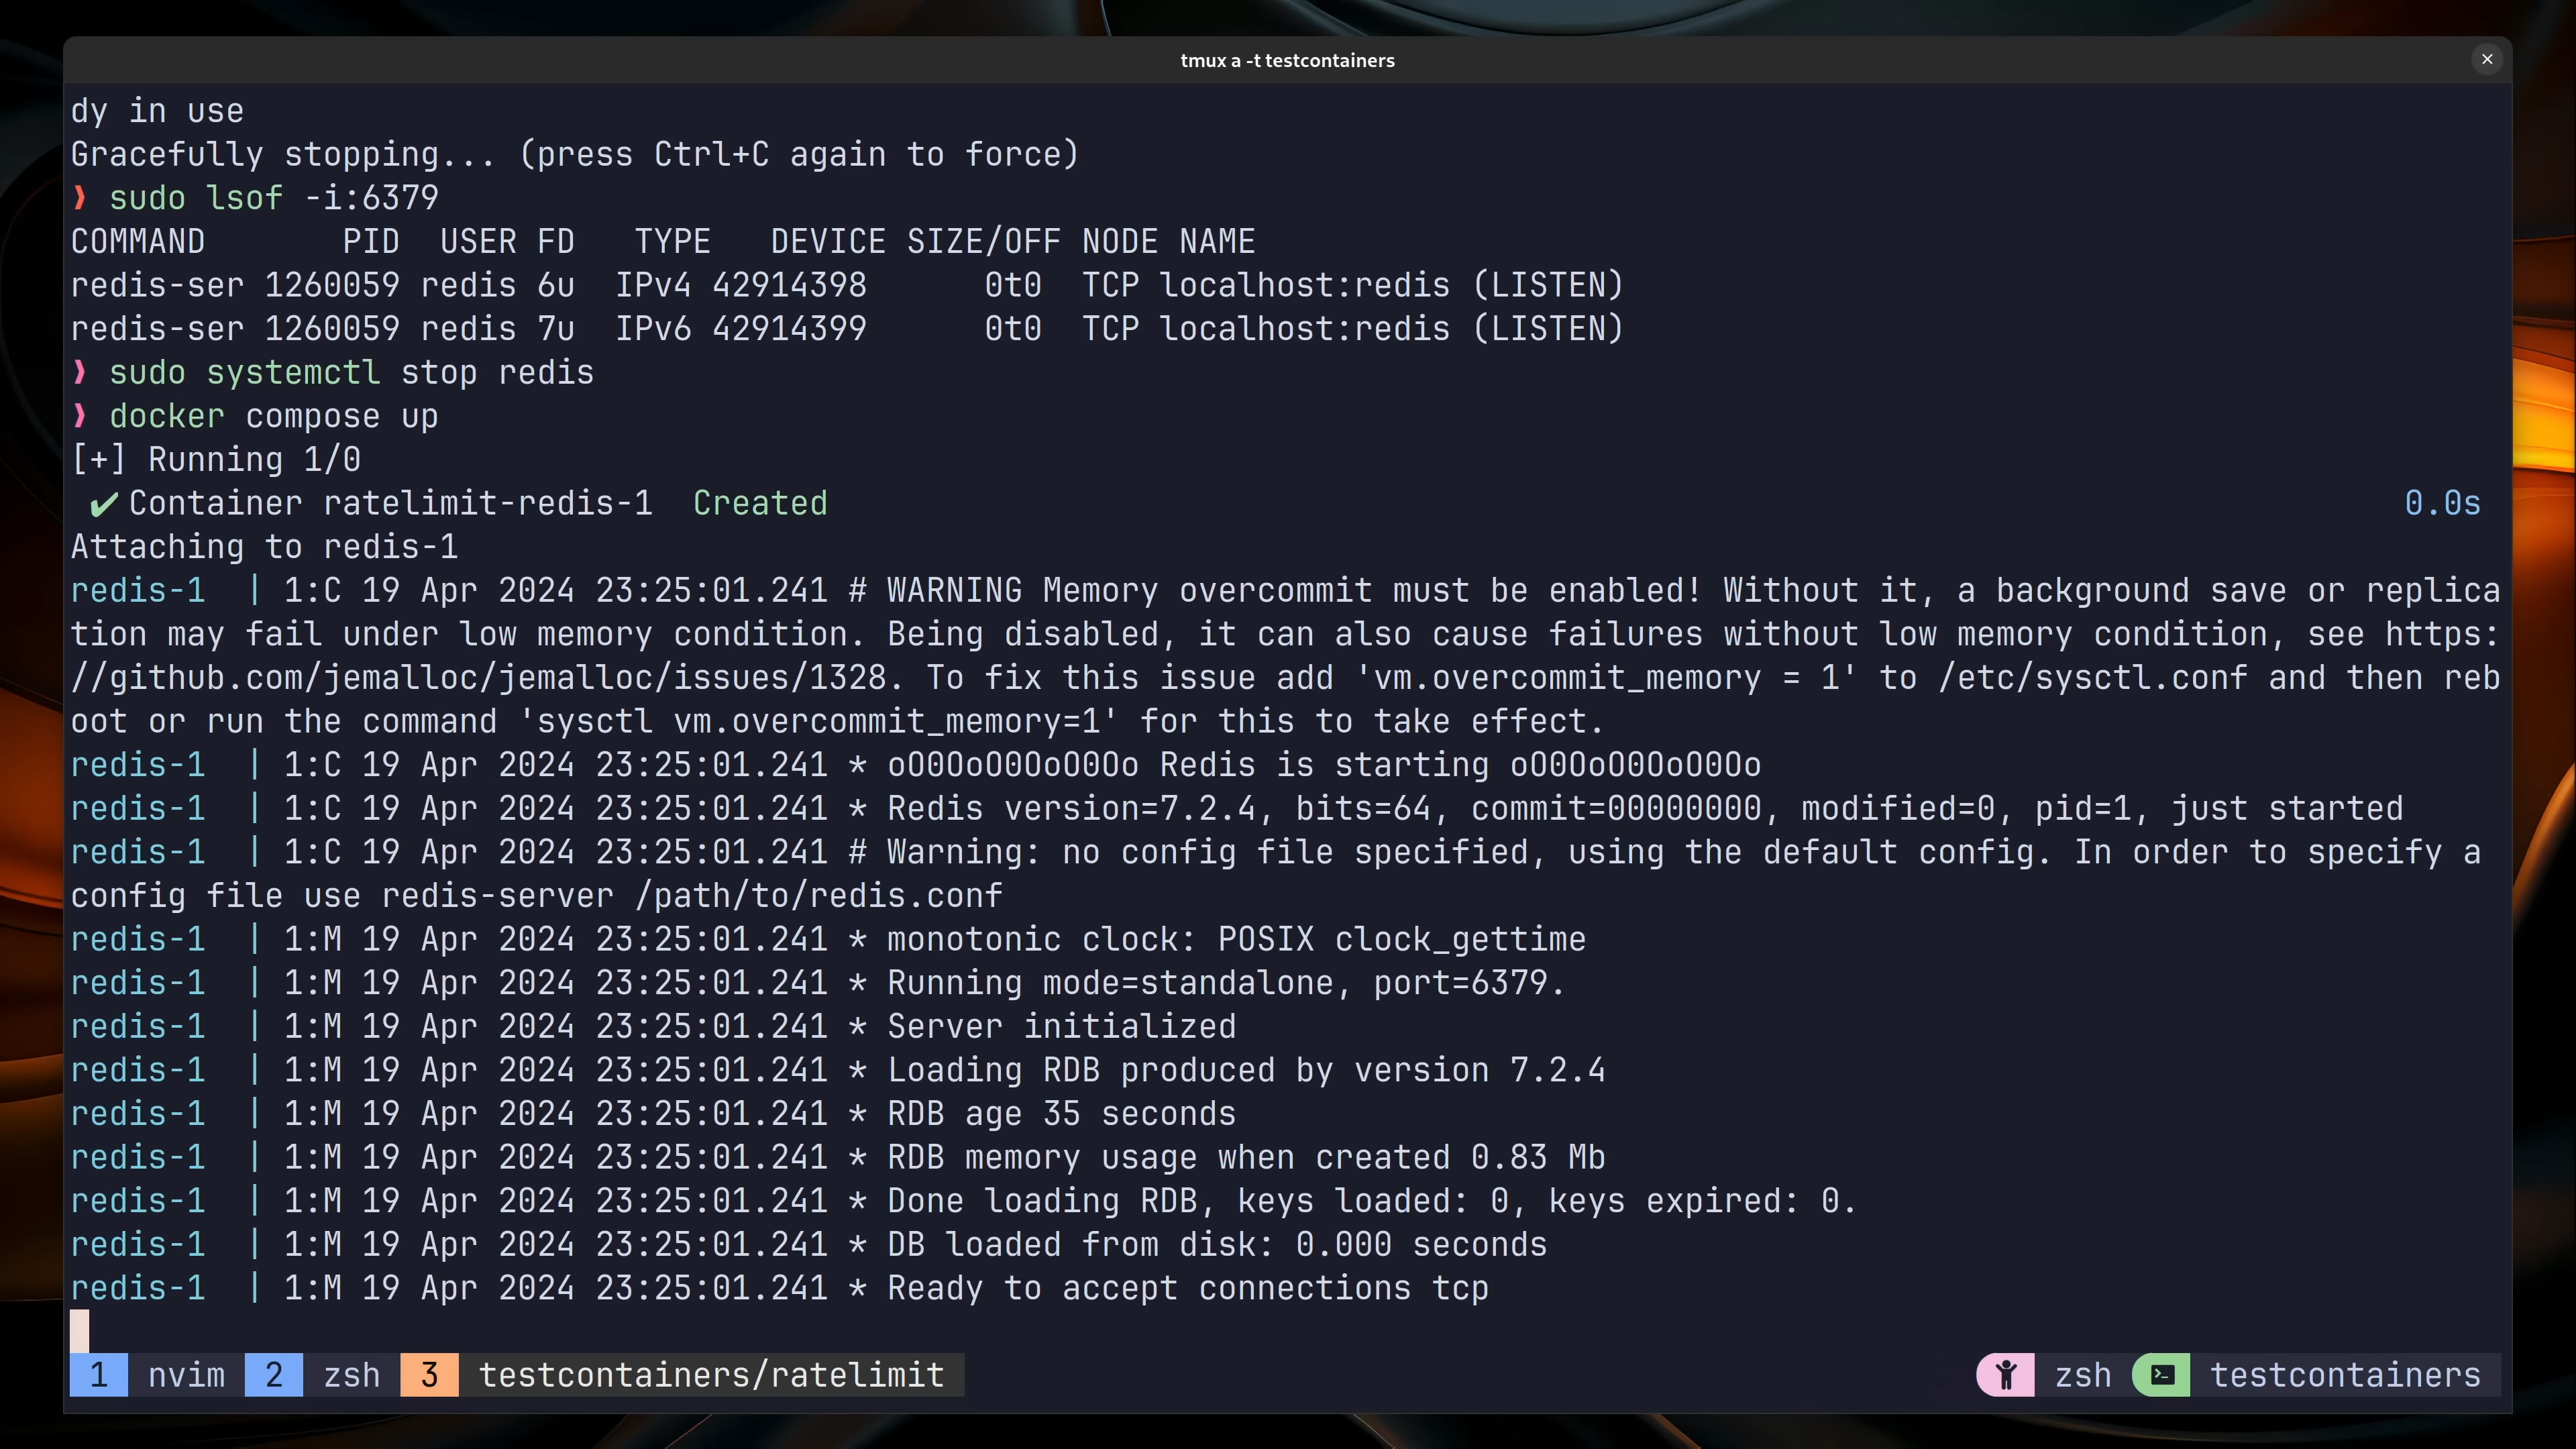 tmux a -t testcontainers
dy in use
Gracefully stopping... (press Ctrl+C again to force)
❱ sudo lsof -i:6379
COMMAND       PID  USER FD   TYPE   DEVICE SIZE/OFF NODE NAME
redis-ser 1260059 redis 6u  IPv4 42914398      0t0  TCP localhost:redis (LISTEN)
redis-ser 1260059 redis 7u  IPv6 42914399      0t0  TCP localhost:redis (LISTEN)
❱ sudo systemctl stop redis
❱ docker compose up
[+] Running 1/0
✔ Container ratelimit-redis-1  Created 0.0s
Attaching to redis-1
redis-1  | 1:C 19 Apr 2024 23:25:01.241 # WARNING Memory overcommit must be enabled! Without it, a background save or replica
tion may fail under low memory condition. Being disabled, it can also cause failures without low memory condition, see https:
//github.com/jemalloc/jemalloc/issues/1328. To fix this issue add 'vm.overcommit_memory = 1' to /etc/sysctl.conf and then reb
oot or run the command 'sysctl vm.overcommit_memory=1' for this to take effect.
redis-1  | 1:C 19 Apr 2024 23:25:01.241 * oO0OoO0OoO0Oo Redis is starting oO0OoO0OoO0Oo
redis-1  | 1:C 19 Apr 2024 23:25:01.241 * Redis version=7.2.4, bits=64, commit=00000000, modified=0, pid=1, just started
redis-1  | 1:C 19 Apr 2024 23:25:01.241 # Warning: no config file specified, using the default config. In order to specify a
config file use redis-server /path/to/redis.conf
redis-1  | 1:M 19 Apr 2024 23:25:01.241 * monotonic clock: POSIX clock_gettime
redis-1  | 1:M 19 Apr 2024 23:25:01.241 * Running mode=standalone, port=6379.
redis-1  | 1:M 19 Apr 2024 23:25:01.241 * Server initialized
redis-1  | 1:M 19 Apr 2024 23:25:01.241 * Loading RDB produced by version 7.2.4
redis-1  | 1:M 19 Apr 2024 23:25:01.241 * RDB age 35 seconds
redis-1  | 1:M 19 Apr 2024 23:25:01.241 * RDB memory usage when created 0.83 Mb
redis-1  | 1:M 19 Apr 2024 23:25:01.241 * Done loading RDB, keys loaded: 0, keys expired: 0.
redis-1  | 1:M 19 Apr 2024 23:25:01.241 * DB loaded from disk: 0.000 seconds
redis-1  | 1:M 19 Apr 2024 23:25:01.241 * Ready to accept connections tcp
1 nvim 2 zsh 3 testcontainers/ratelimit zsh testcontainers